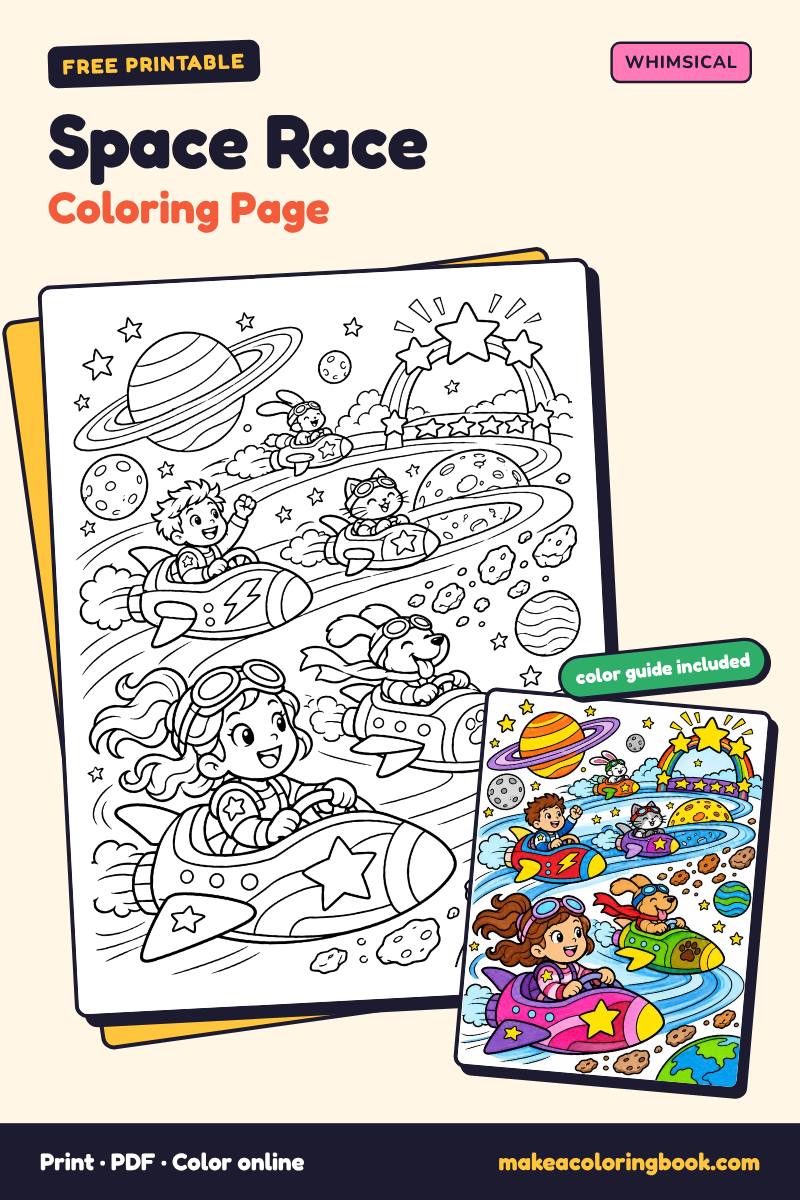 FREE PRINTABLE
WHIMSICAL
Space Race
Coloring Page
color guide included
Print · PDF · Color online
makeacoloringbook.com